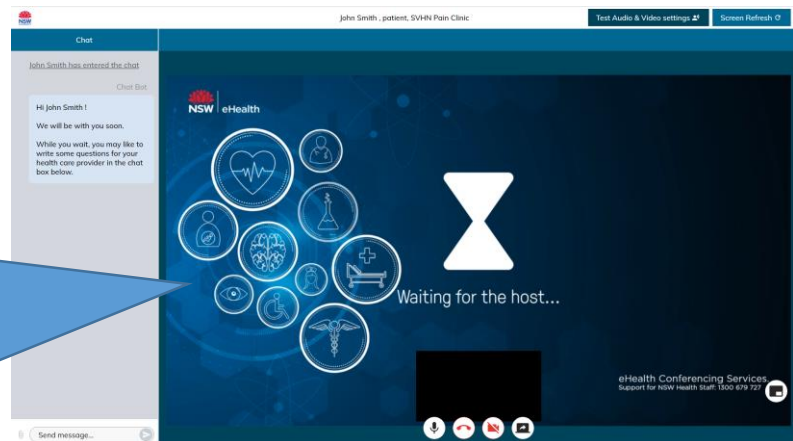 NSW
John Smith , patient, SVHN Pain Clinic
Test Audio & Video settings
Screen Refresh
Chat
John Smith has entered the chat
Chat Bot
Hi John Smith !
We will be with you soon.
While you wait, you may like to
write some questions for your
health care provider in the chat
box below.
Send message...
NSW
eHealth
Waiting for the host...
eHealth Conferencing Services.
Support for NSW Health Staff: 1300 679 727